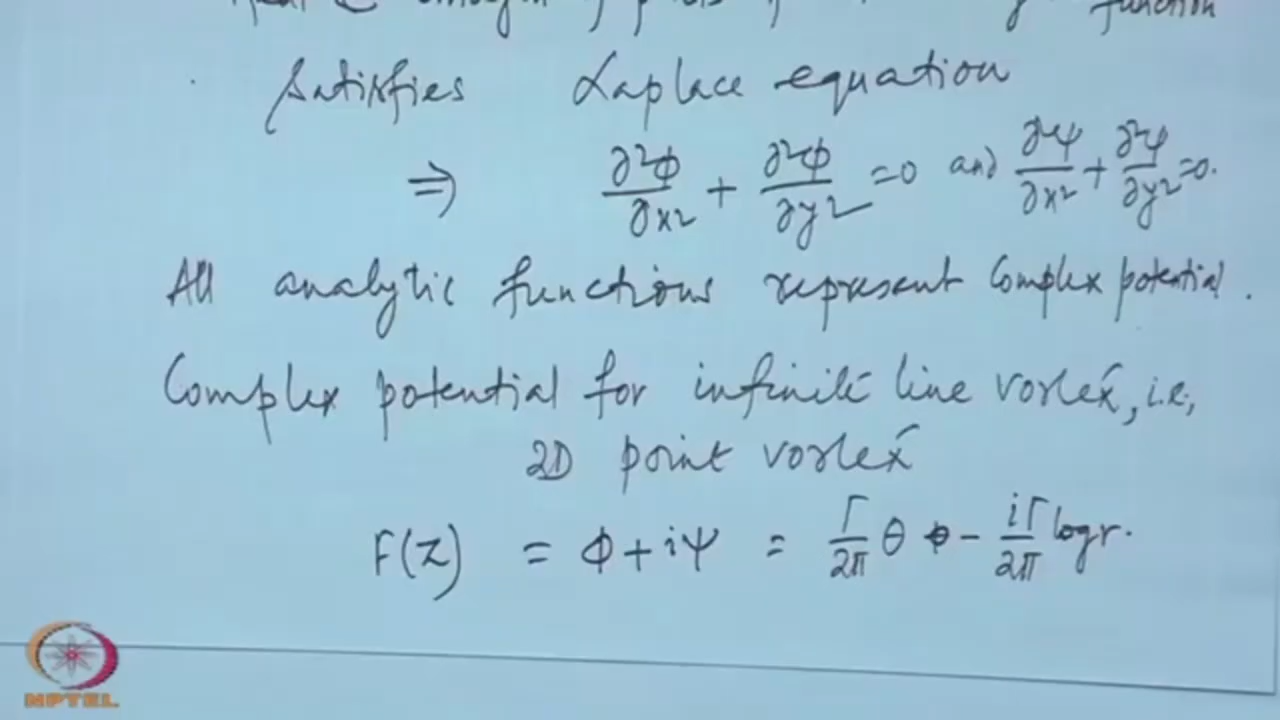 function
satisfies Laplace equation
⇒ ∂²φ/∂x² + ∂²φ/∂y² = 0 and ∂²ψ/∂x² + ∂²ψ/∂y² = 0.
All analytic functions represent Complex potential.
Complex potential for infinite line vortex, i.e,
2D point vortex
F(z) = φ + iψ = Γ/2π θ - iΓ/2π log r.
NPTEL